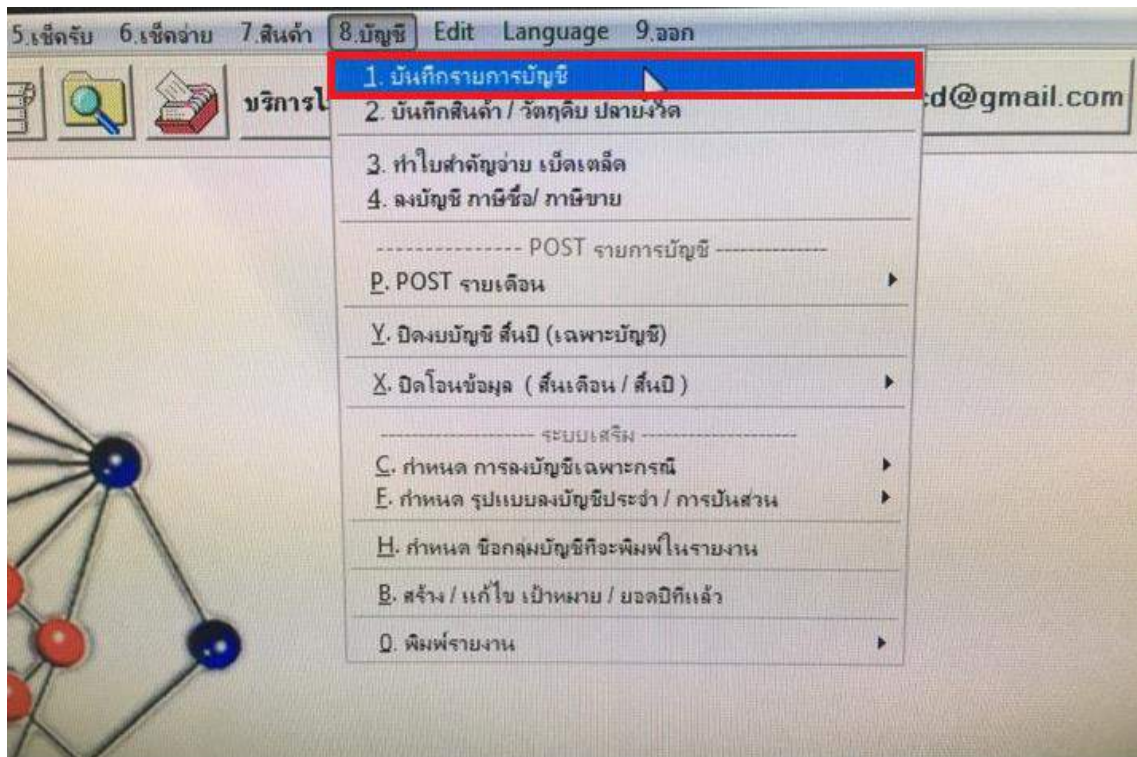 5.เช็ครับ 6.เช็คจ่าย 7.สินค้า 8.บัญชี Edit Language 9.ออก
บริการ
cd@gmail.com
1. บันทึกรายการบัญชี
2. บันทึกสินค้า / วัตถุดิบ ปลายงวด
3. ทำใบสำคัญจ่าย เบ็ดเตล็ด
4. ลงบัญชี ภาษีซื้อ/ ภาษีขาย
--------------- POST รายการบัญชี --------------
P. POST รายเดือน
Y. ปิดงบบัญชี สิ้นปี (เฉพาะบัญชี)
X. ปิดโอนข้อมูล ( สิ้นเดือน / สิ้นปี )
------------------- ระบบเสริม -------------------
C. กำหนด การลงบัญชีเฉพาะกรณี
F. กำหนด รูปแบบลงบัญชีประจำ / การปันส่วน
H. กำหนด ชื่อกลุ่มบัญชีที่จะพิมพ์ในรายงาน
B. สร้าง / แก้ไข เป้าหมาย / ยอดปีที่แล้ว
0. พิมพ์รายงาน